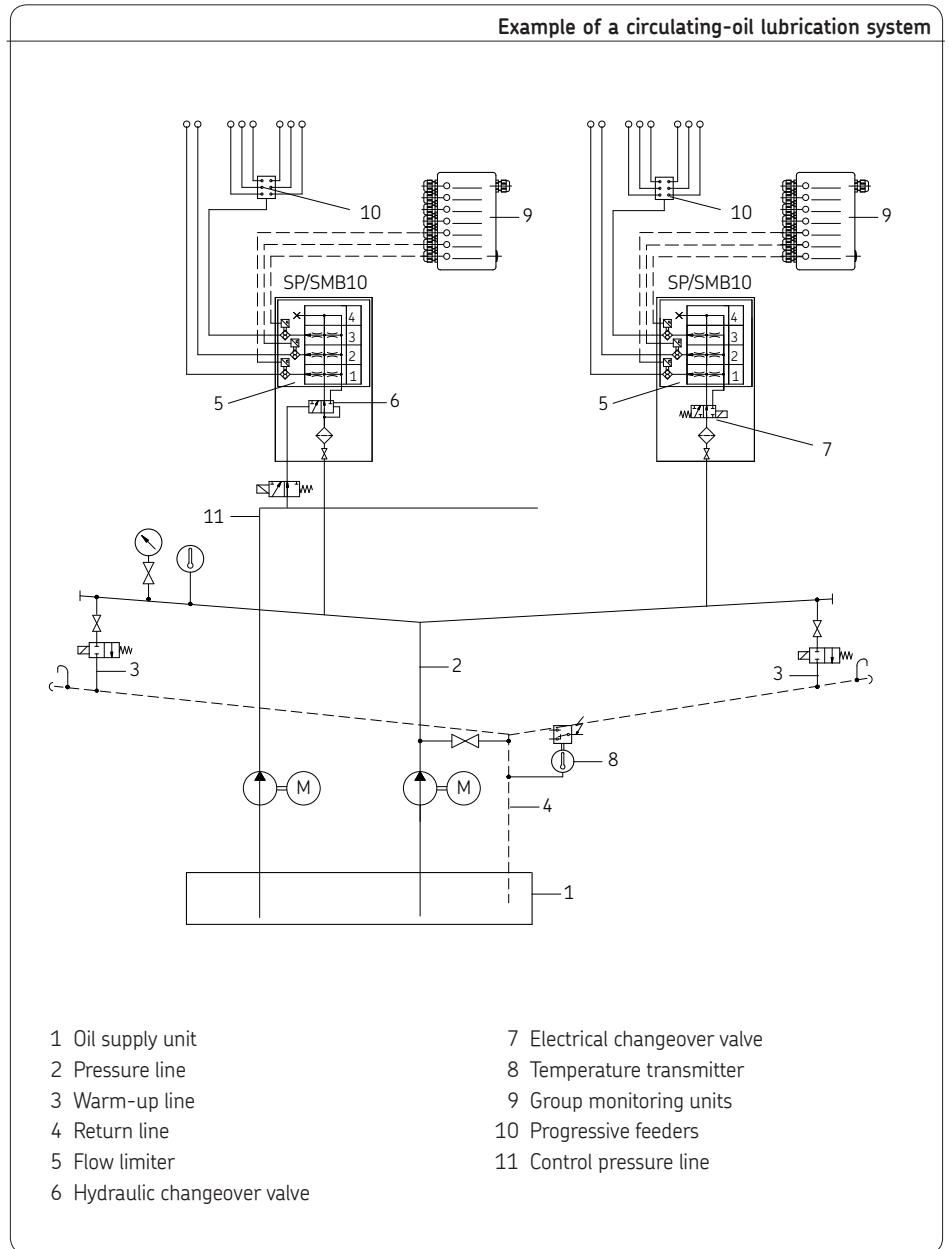 Example of a circulating-oil lubrication system
10
9
10
9
SP/SMB10
SP/SMB10
4
3
2
1
4
3
2
1
5
6
5
7
11
3
2
3
8
M
M
4
1
1 Oil supply unit
2 Pressure line
3 Warm-up line
4 Return line
5 Flow limiter
6 Hydraulic changeover valve
7 Electrical changeover valve
8 Temperature transmitter
9 Group monitoring units
10 Progressive feeders
11 Control pressure line